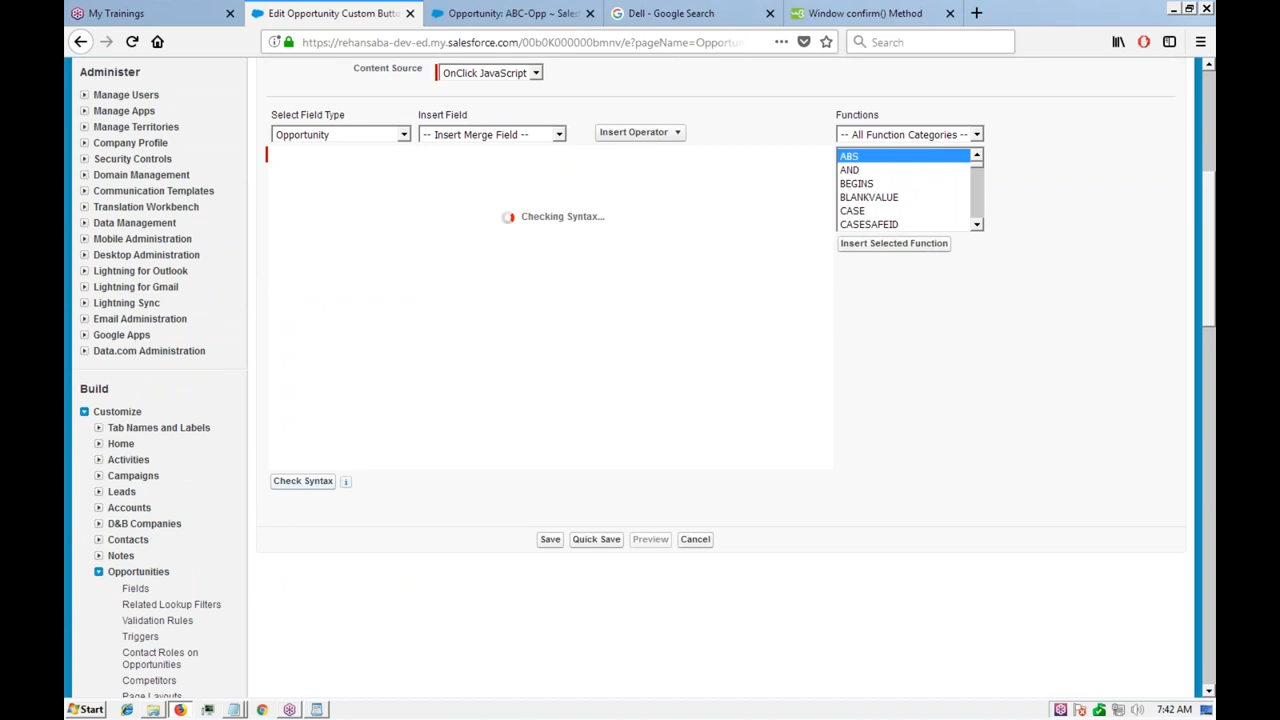 My Trainings
Edit Opportunity Custom Butto
Opportunity: ABC-Opp ~ Sales
Dell - Google Search
Window confirm() Method
https://rehansaba-dev-ed.my.salesforce.com/00b0K00000bmnv/e?pageName=Opportu
Search
Administer
Manage Users
Manage Apps
Manage Territories
Company Profile
Security Controls
Domain Management
Communication Templates
Translation Workbench
Data Management
Mobile Administration
Desktop Administration
Lightning for Outlook
Lightning for Gmail
Lightning Sync
Email Administration
Google Apps
Data.com Administration
Build
Customize
Tab Names and Labels
Home
Activities
Campaigns
Leads
Accounts
D&B Companies
Contacts
Notes
Opportunities
Fields
Related Lookup Filters
Validation Rules
Triggers
Contact Roles on
Opportunities
Competitors
Page Layouts
Content Source
OnClick JavaScript
Select Field Type
Insert Field
Opportunity
-- Insert Merge Field --
Insert Operator
Functions
-- All Function Categories --
ABS
AND
BEGINS
BLANKVALUE
CASE
CASESAFEID
Insert Selected Function
Checking Syntax...
Check Syntax
i
Save
Quick Save
Preview
Cancel
Start
7:42 AM